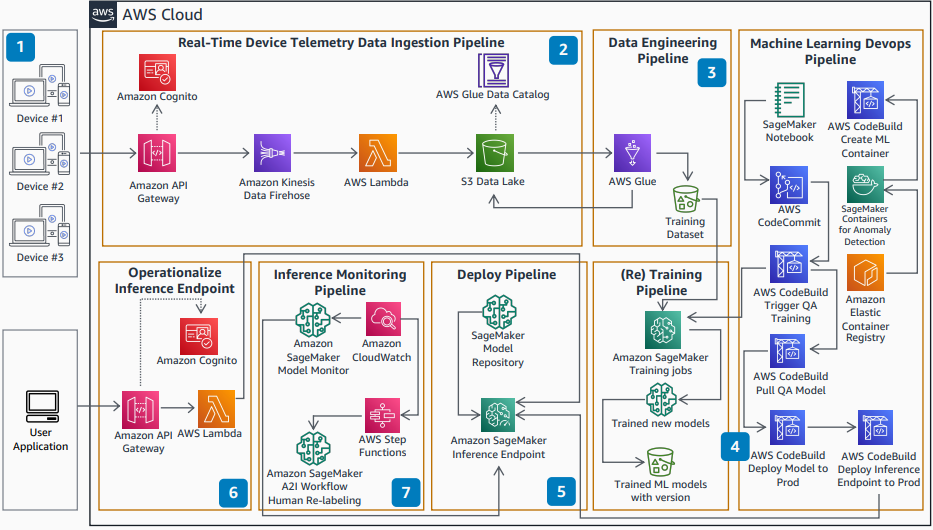 aws
AWS Cloud
1
Device #1
Device #2
Device #3
Real-Time Device Telemetry Data Ingestion Pipeline
2
Amazon Cognito
AWS Glue Data Catalog
Amazon API
Gateway
Amazon Kinesis
Data Firehose
AWS Lambda
S3 Data Lake
Data Engineering
Pipeline
3
AWS Glue
Training
Dataset
Machine Learning Devops
Pipeline
SageMaker
Notebook
AWS CodeBuild
Create ML
Container
AWS
CodeCommit
SageMaker
Containers
for Anomaly
Detection
AWS CodeBuild
Trigger QA
Training
Amazon
Elastic
Container
Registry
AWS CodeBuild
Pull QA Model
4
AWS CodeBuild
Deploy Model to
Prod
AWS CodeBuild
Deploy Inference
Endpoint to Prod
User
Application
Operationalize
Inference Endpoint
Amazon Cognito
Amazon API
Gateway
AWS Lambda
6
Inference Monitoring
Pipeline
Amazon
SageMaker
Model Monitor
Amazon
CloudWatch
AWS Step
Functions
Amazon SageMaker
A2I Workflow
Human Re-labeling
7
Deploy Pipeline
SageMaker
Model
Repository
Amazon SageMaker
Inference Endpoint
5
(Re) Training
Pipeline
Amazon SageMaker
Training jobs
Trained new models
Trained ML models
with version